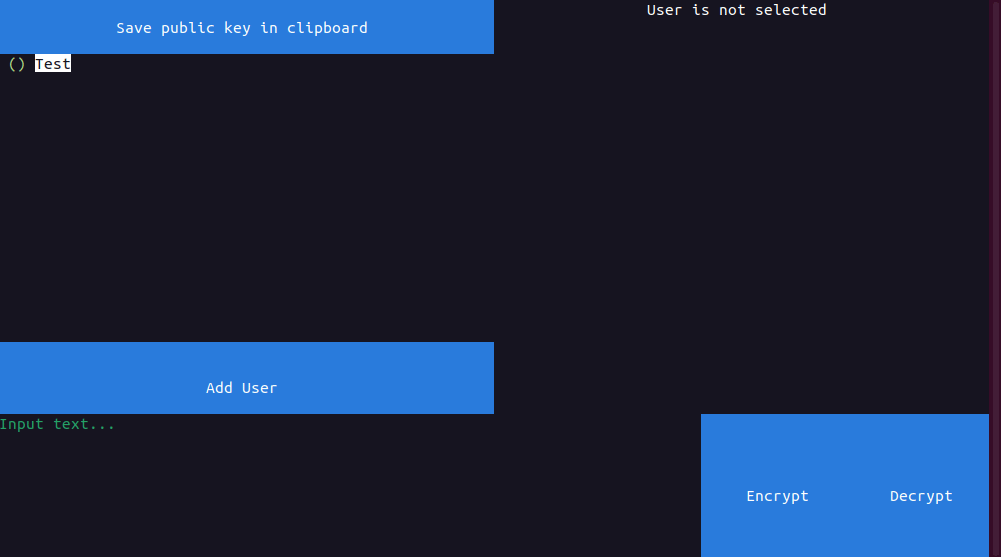 Save public key in clipboard
User is not selected
() Test
Add User
Input text...
Encrypt Decrypt